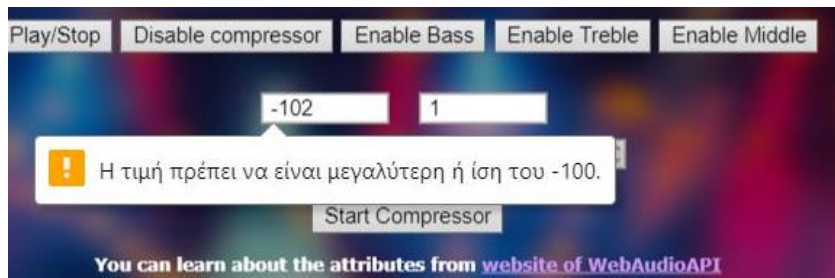 Play/Stop Disable compressor Enable Bass Enable Treble Enable Middle
-102 1
Η τιμή πρέπει να είναι μεγαλύτερη ή ίση του -100.
Start Compressor
You can learn about the attributes from website of WebAudioAPI